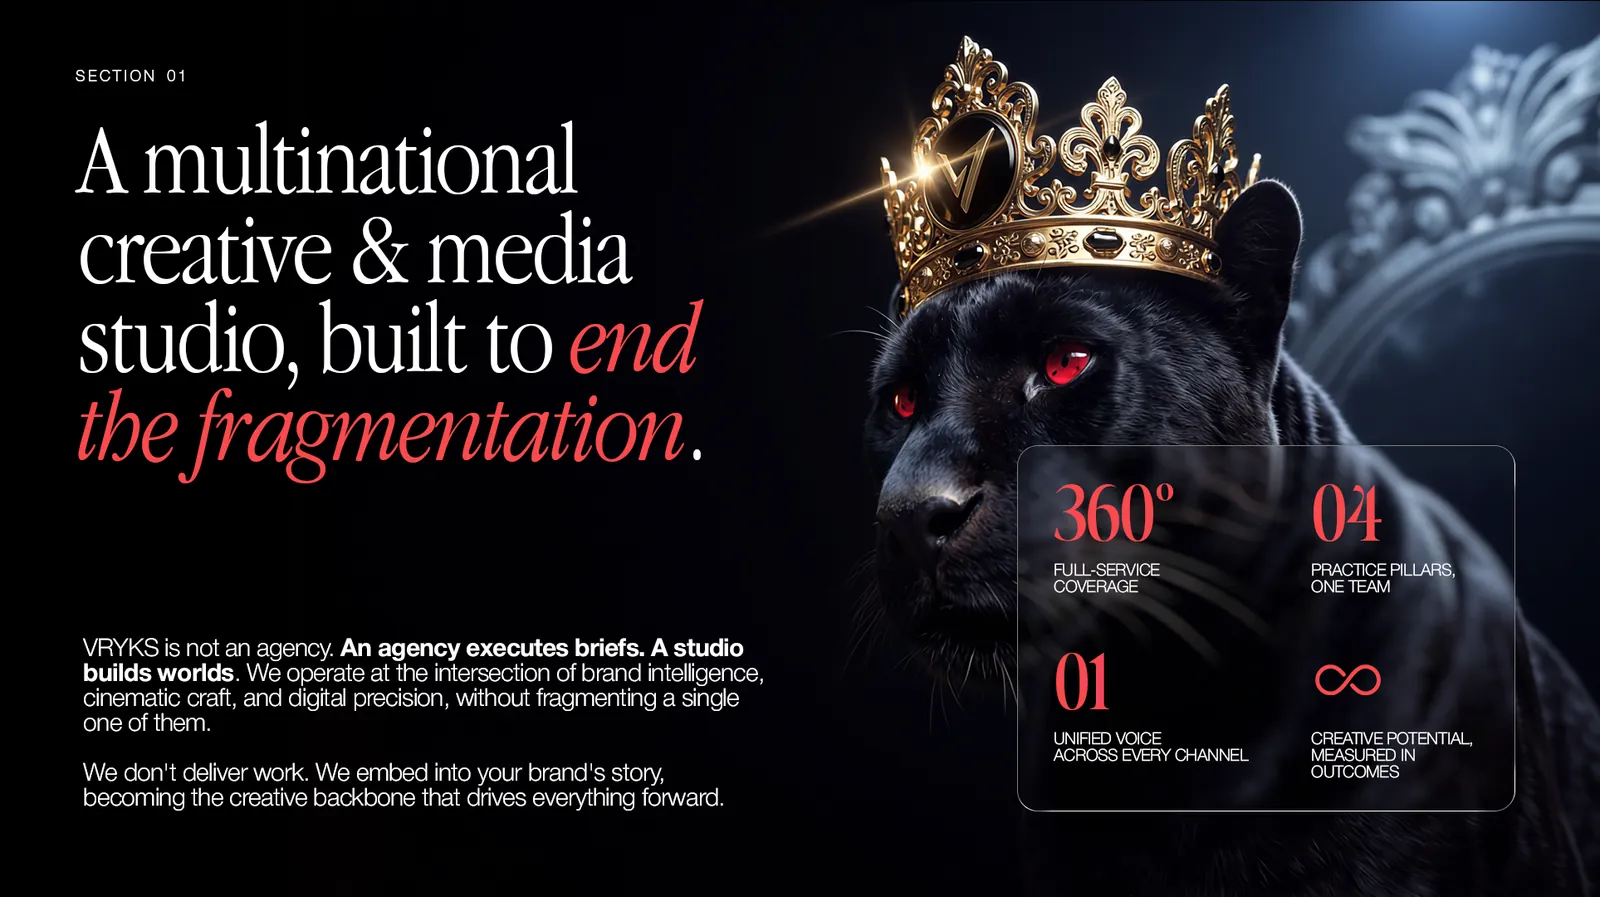 SECTION 01
A multinational
creative & media
studio, built to end
the fragmentation.
VRYKS is not an agency. An agency executes briefs. A studio
builds worlds. We operate at the intersection of brand intelligence,
cinematic craft, and digital precision, without fragmenting a single
one of them.
We don't deliver work. We embed into your brand's story,
becoming the creative backbone that drives everything forward.
360°
FULL-SERVICE
COVERAGE
04
PRACTICE PILLARS,
ONE TEAM
01
UNIFIED VOICE
ACROSS EVERY CHANNEL
∞
CREATIVE POTENTIAL,
MEASURED IN
OUTCOMES